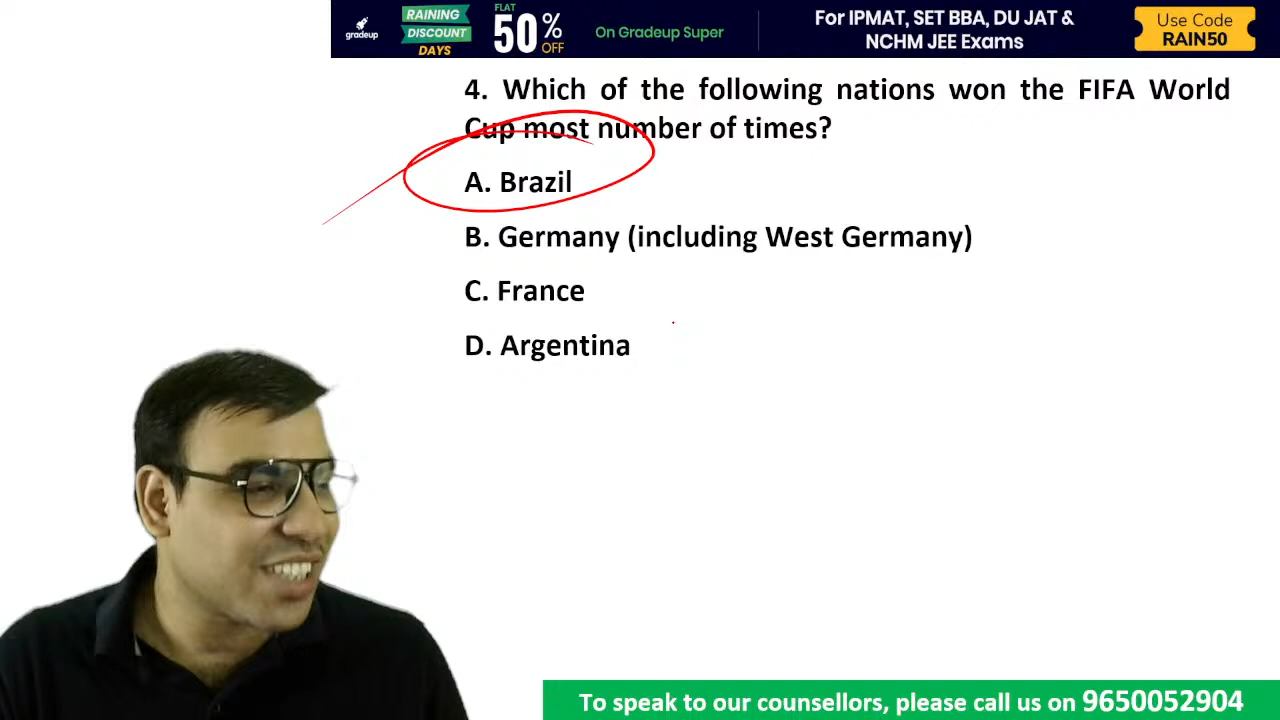 gradeup
RAINING
DISCOUNT
DAYS
FLAT
50% OFF
On Gradeup Super
For IPMAT, SET BBA, DU JAT &
NCHM JEE Exams
Use Code
RAIN50
4. Which of the following nations won the FIFA World
Cup most number of times?
A. Brazil
B. Germany (including West Germany)
C. France
D. Argentina
To speak to our counsellors, please call us on 9650052904